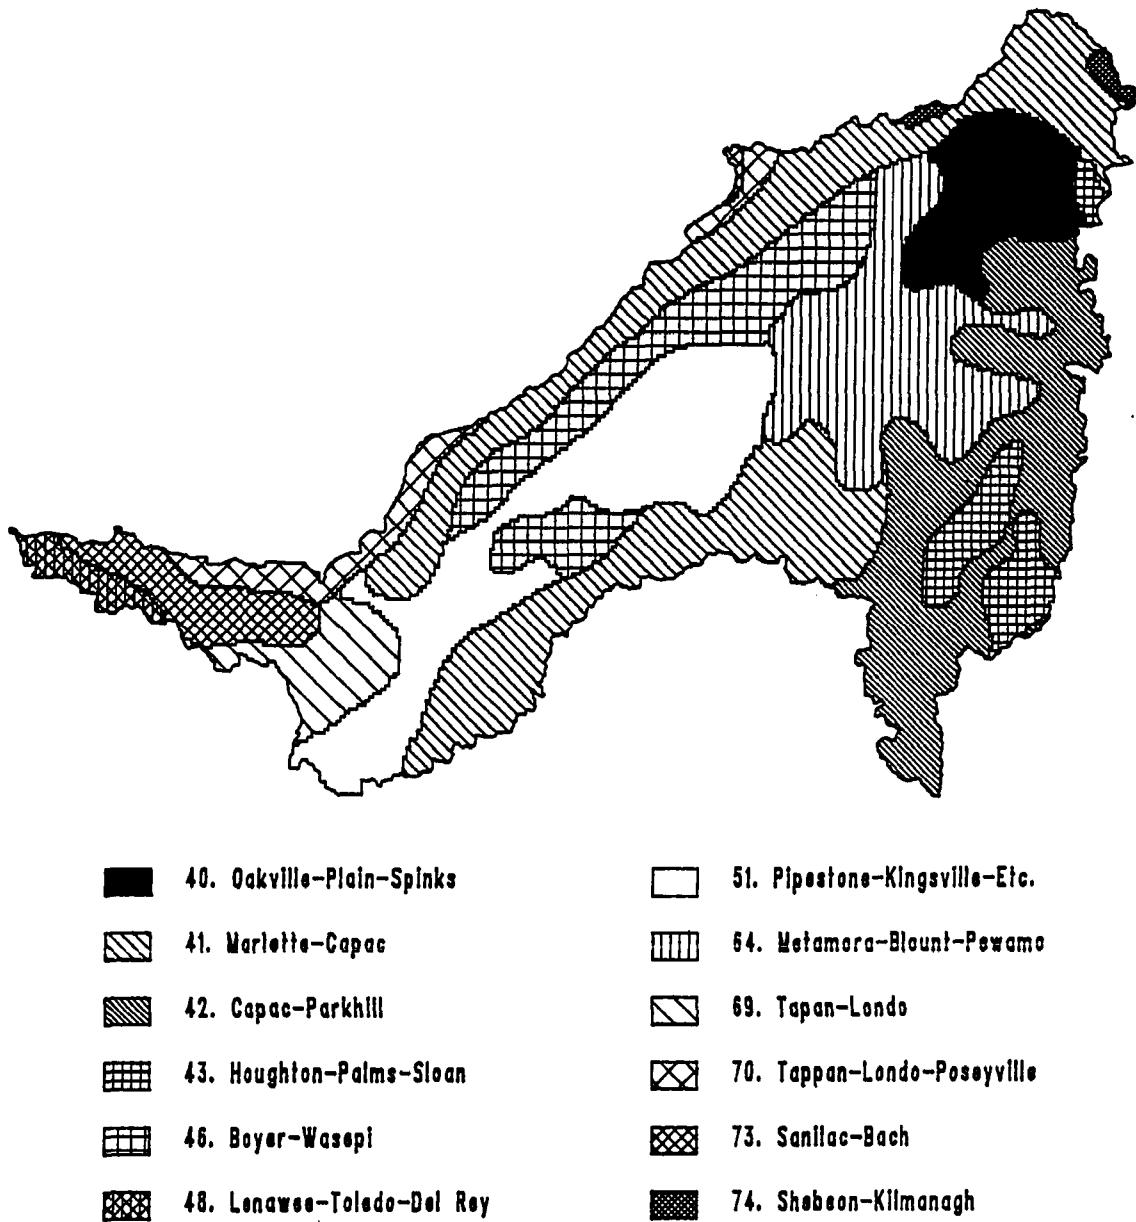 40. Oakville-Plain-Spinks
41. Marlette-Capac
42. Capac-Parkhill
43. Houghton-Palms-Sloan
46. Boyer-Wasepi
48. Lenawee-Toledo-Del Rey
51. Pipestone-Kingsville-Etc.
64. Metamora-Blount-Pewamo
69. Tapan-Londo
70. Tappan-Londo-Poseyville
73. Sanilac-Bach
74. Shebeon-Kilmanagh